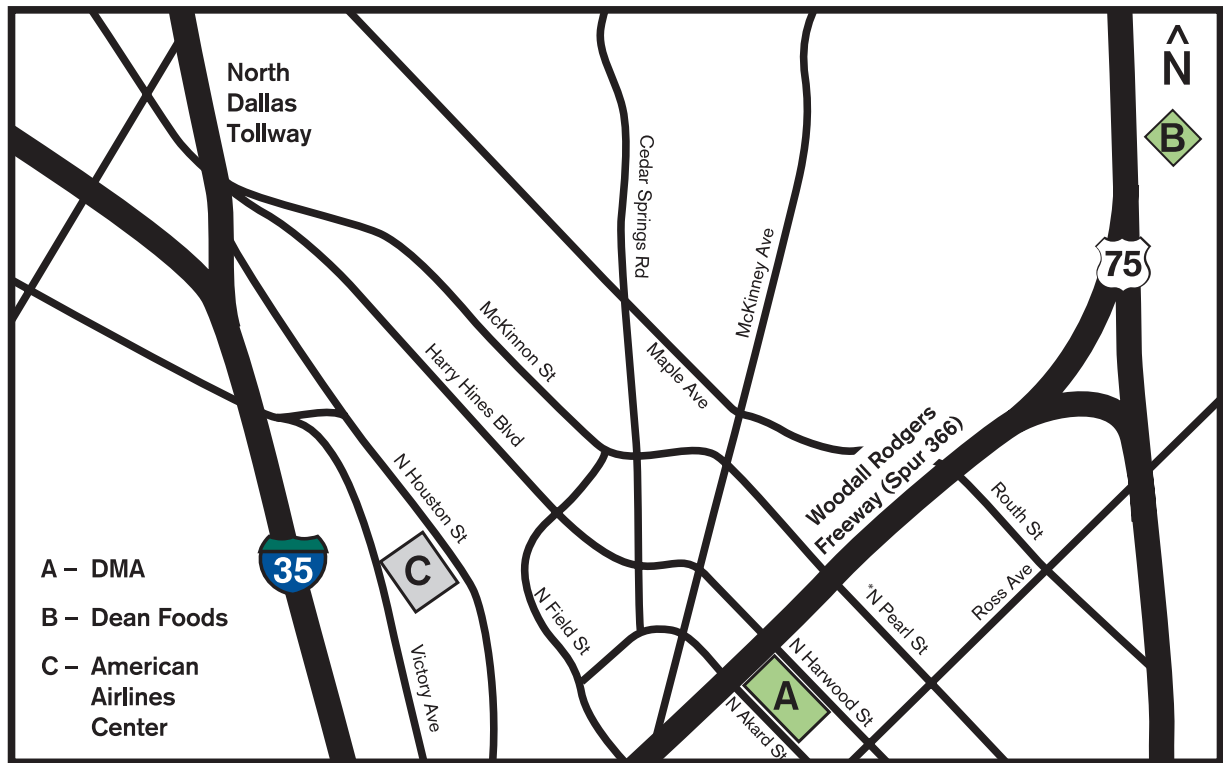 North
Dallas
Tollway
^
N
B
Cedar Springs Rd
McKinney Ave
75
McKinnon St
Harry Hines Blvd
Maple Ave
Woodall Rodgers
Freeway (Spur 366)
N Houston St
Routh St
35
C
Ross Ave
*N Pearl St
N Field St
N Harwood St
Victory Ave
A
N Akard St
A – DMA
B – Dean Foods
C – American
Airlines
Center